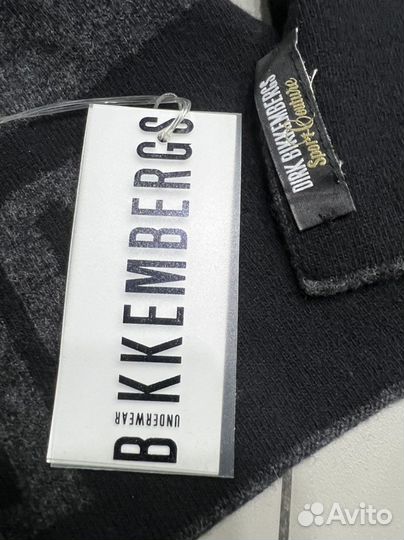 BIKKEMBERGS
UNDERWEAR
DIRK BIKKEMBERGS
Sport Couture
Avito